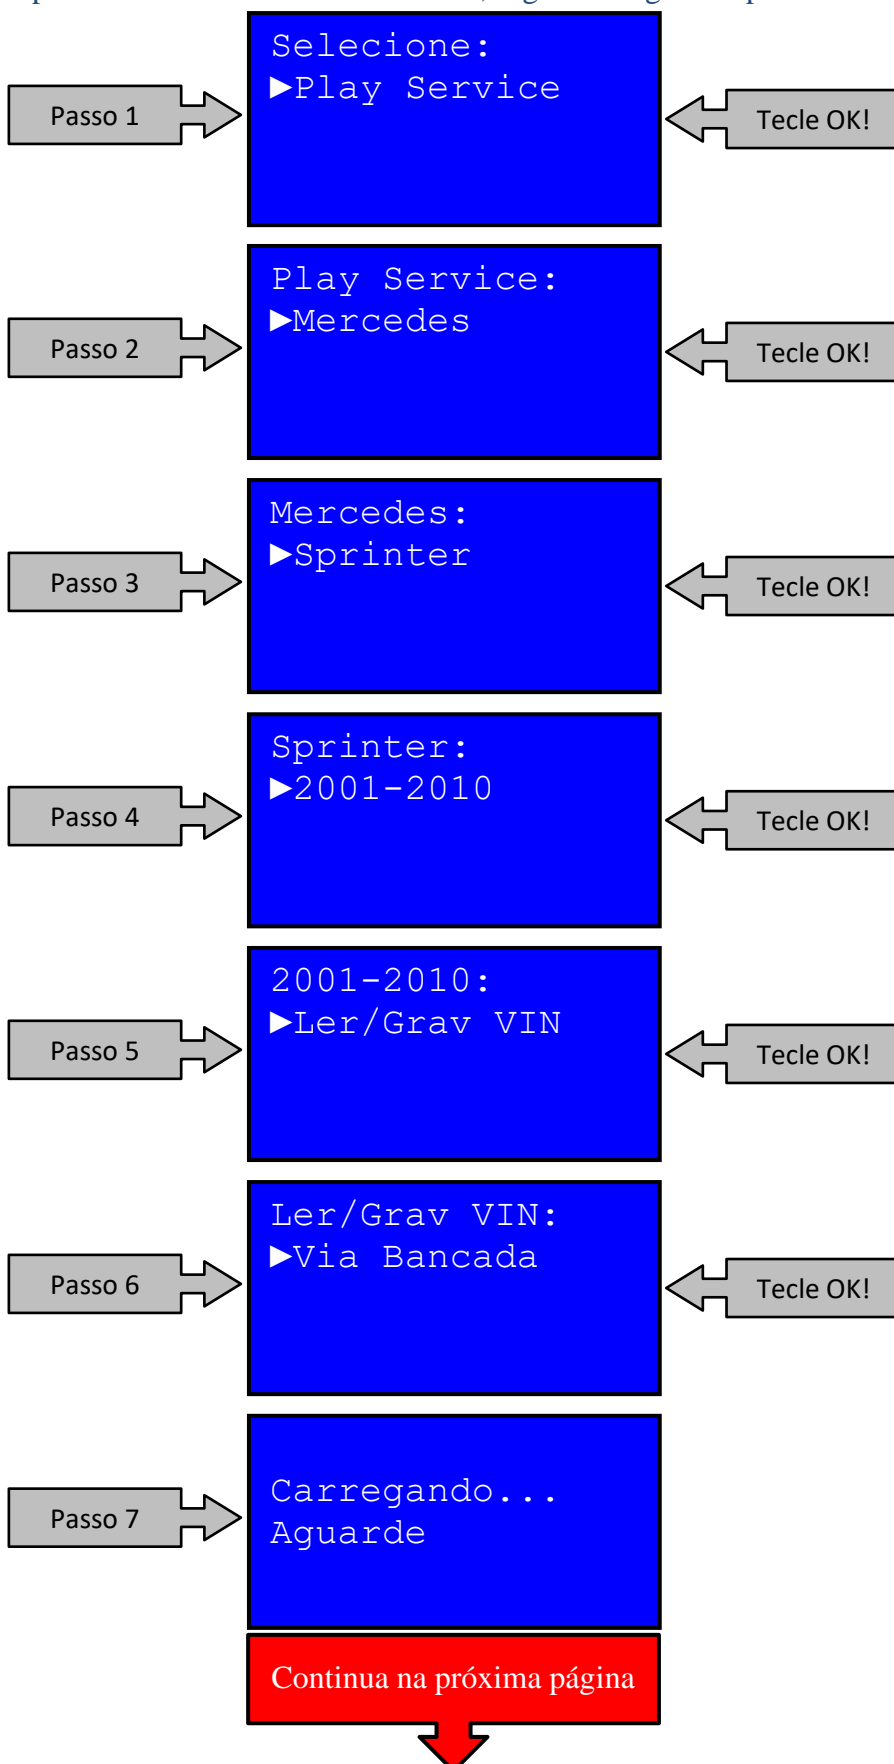 Selecione:
►Play Service
Passo 1
Tecle OK!
Play Service:
►Mercedes
Passo 2
Tecle OK!
Mercedes:
►Sprinter
Passo 3
Tecle OK!
Sprinter:
►2001-2010
Passo 4
Tecle OK!
2001-2010:
►Ler/Grav VIN
Passo 5
Tecle OK!
Ler/Grav VIN:
►Via Bancada
Passo 6
Tecle OK!
Carregando...
Aguarde
Passo 7
Continua na próxima página